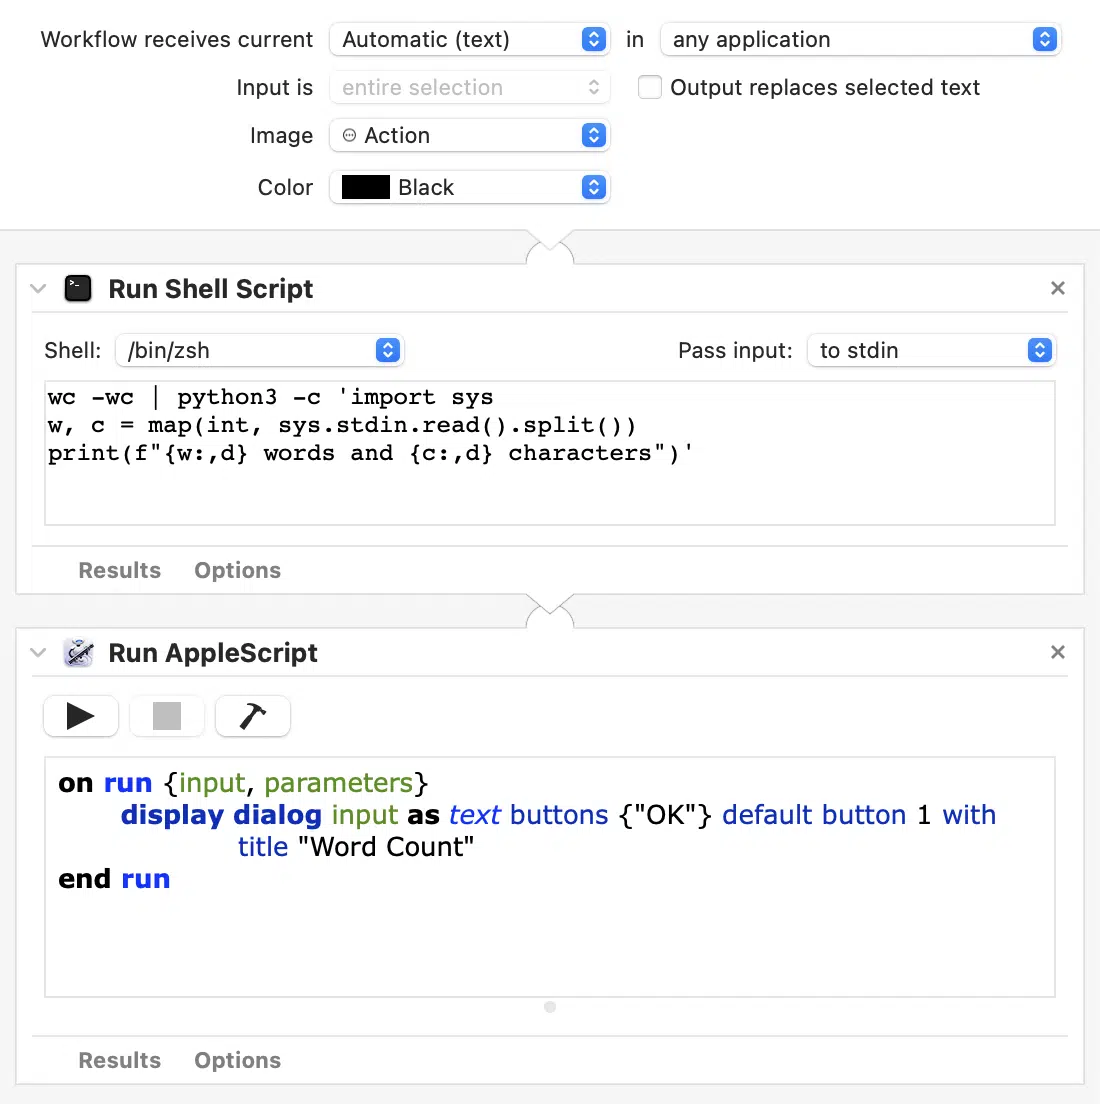 Workflow receives current Automatic (text) in any application
Input is entire selection Output replaces selected text
Image Action
Color Black
Run Shell Script
Shell: /bin/zsh Pass input: to stdin
wc -wc | python3 -c 'import sys
w, c = map(int, sys.stdin.read().split())
print(f"{w:,d} words and {c:,d} characters")'
Results Options
Run AppleScript
on run {input, parameters}
display dialog input as text buttons {"OK"} default button 1 with
title "Word Count"
end run
Results Options